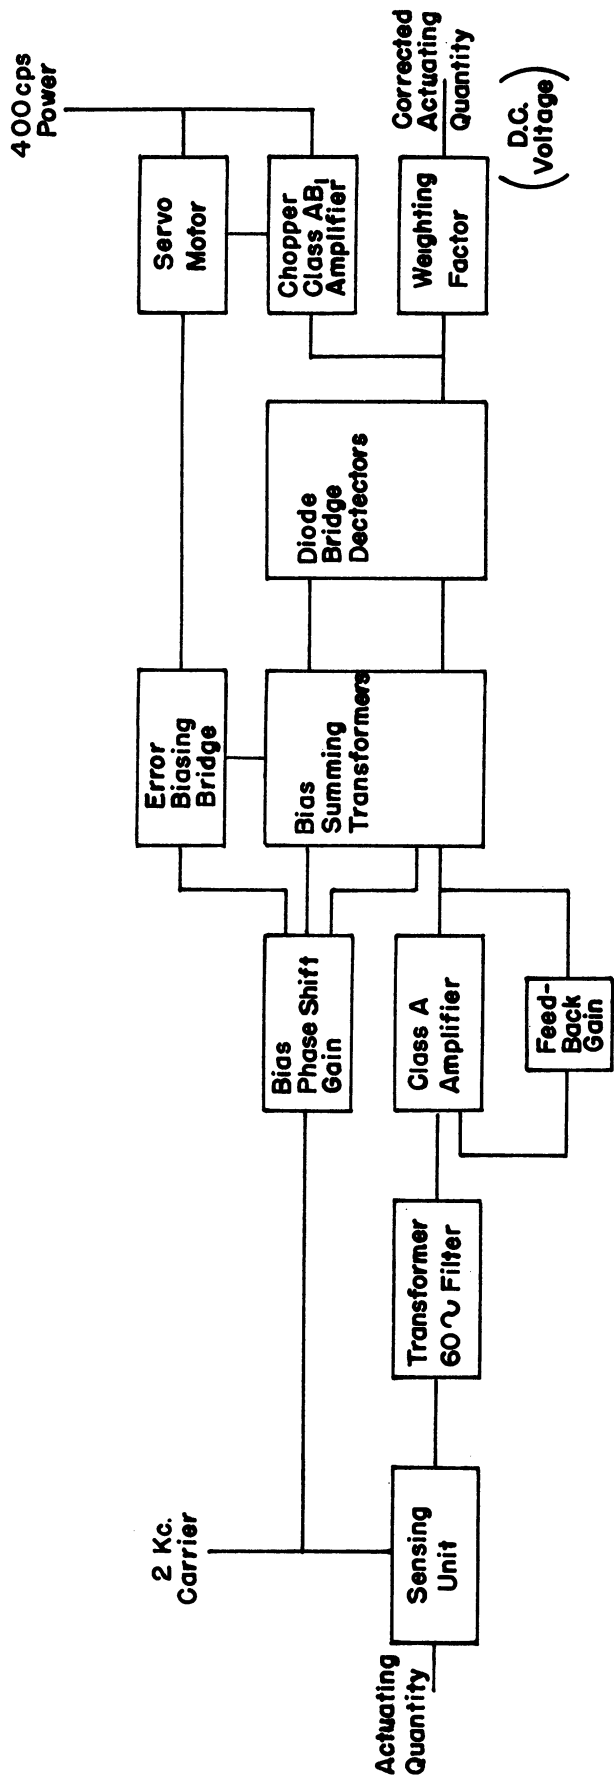 Actuating
Quantity
2 Kc.
Carrier
Sensing
Unit
Transformer
60~Filter
Bias
Phase Shift
Gain
Class A
Amplifier
Feed-
Back
Gain
Error
Biasing
Bridge
Bias
Summing
Transformers
Diode
Bridge
Dectectors
Servo
Motor
Chopper
Class AB1
Amplifier
Weighting
Factor
400cps
Power
Corrected
Actuating
Quantity
(D.C.
Voltage)